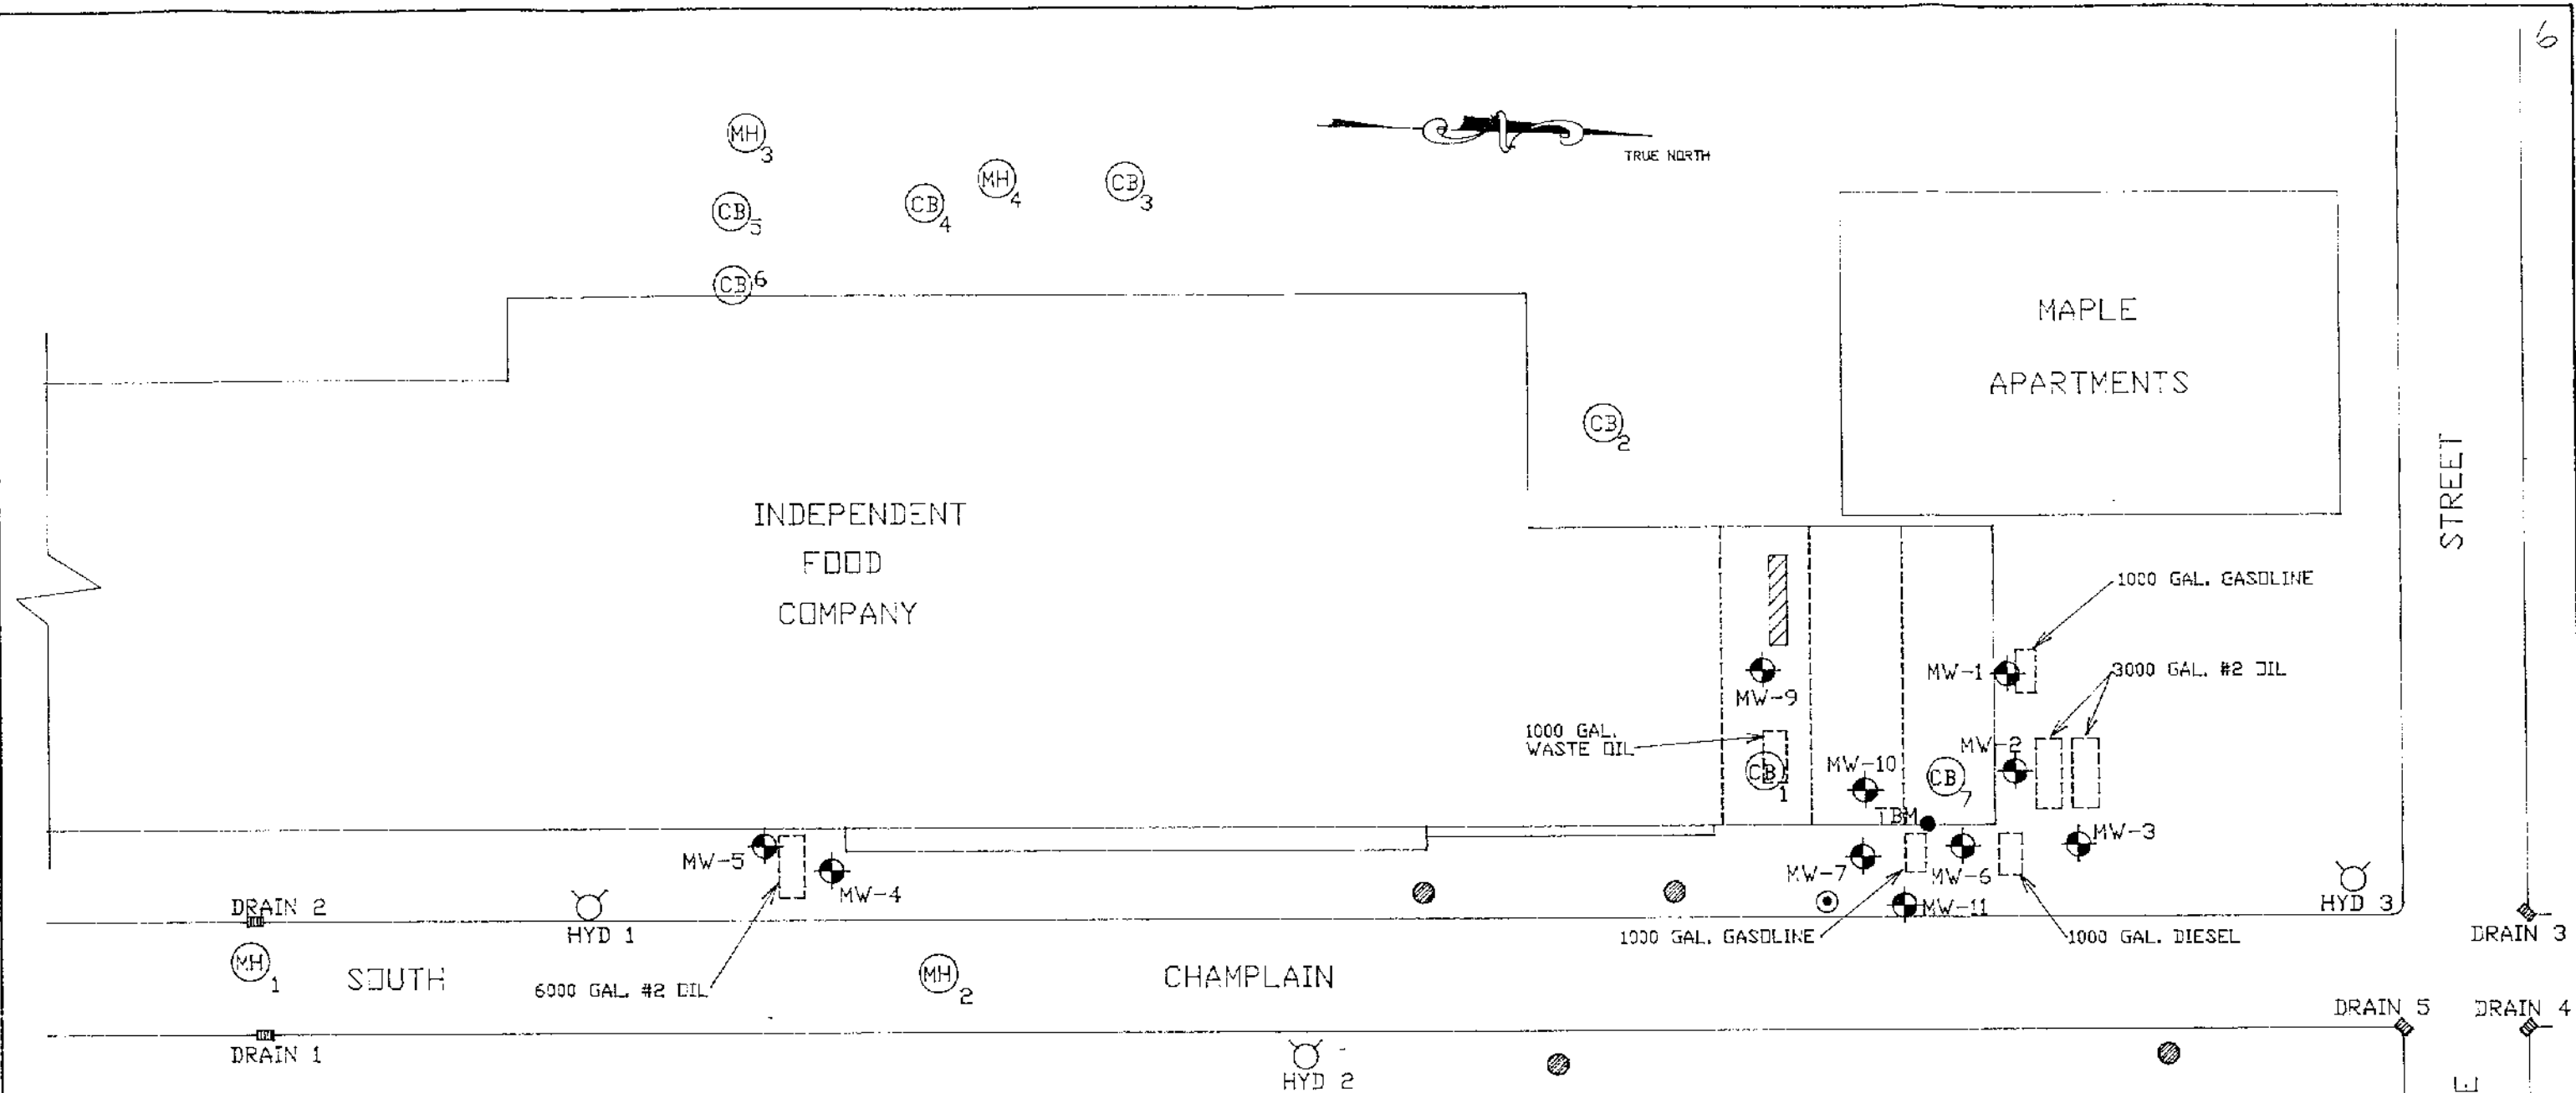 6
MH 3
TRUE NORTH
MH 4
CB 3
CB 5
CB 4
CB 6
MAPLE
APARTMENTS
CB 2
STREET
INDEPENDENT
FOOD
COMPANY
1000 GAL. GASOLINE
MW-1
3000 GAL. #2 OIL
MW-9
1000 GAL.
WASTE OIL
MW-2
MW-10
CB 1
CB 7
TBM
MW-3
MW-5
MW-7
MW-6
MW-4
HYD 3
DRAIN 2
MW-11
HYD 1
1000 GAL. GASOLINE
1000 GAL. DIESEL
DRAIN 3
MH 1
SOUTH
6000 GAL. #2 OIL
MH 2
CHAMPLAIN
DRAIN 5
DRAIN 4
DRAIN 1
HYD 2
E